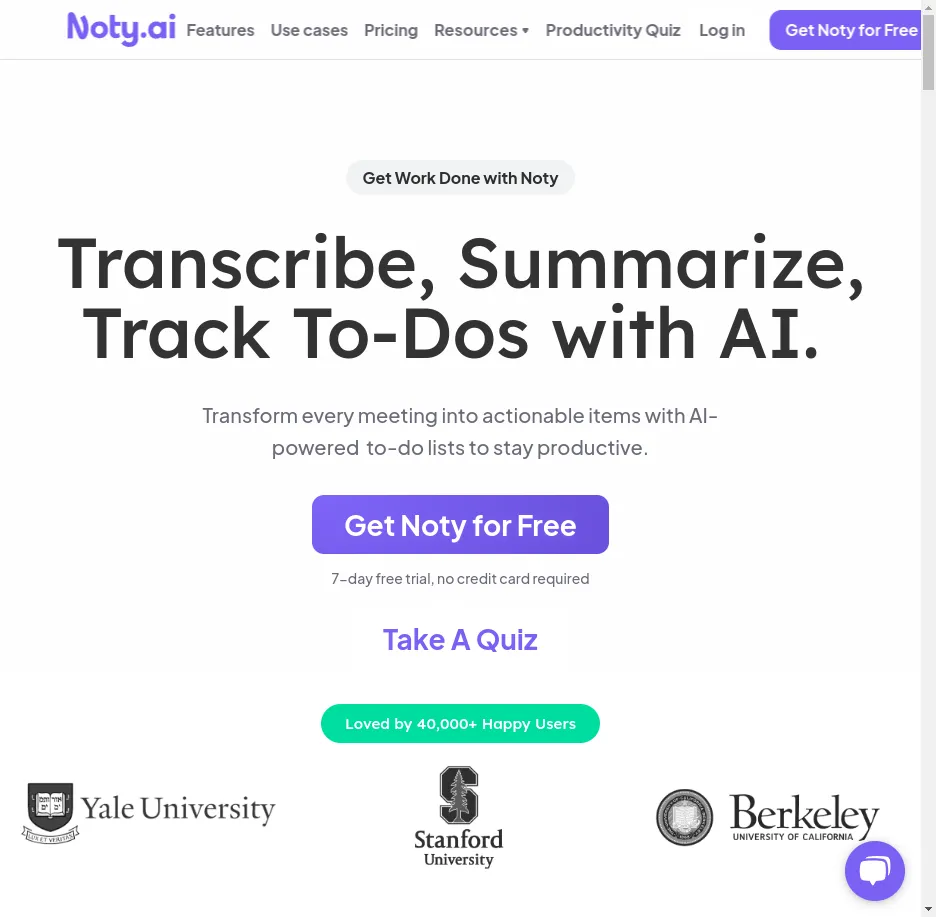 Noty.ai Features Use cases Pricing Resources ▾ Productivity Quiz Log in Get Noty for Free
Get Work Done with Noty
Transcribe, Summarize,
Track To-Dos with AI.
Transform every meeting into actionable items with AI-
powered to-do lists to stay productive.
Get Noty for Free
7-day free trial, no credit card required
Take A Quiz
Loved by 40,000+ Happy Users
Yale University
Stanford
University
Berkeley
UNIVERSITY OF CALIFORNIA